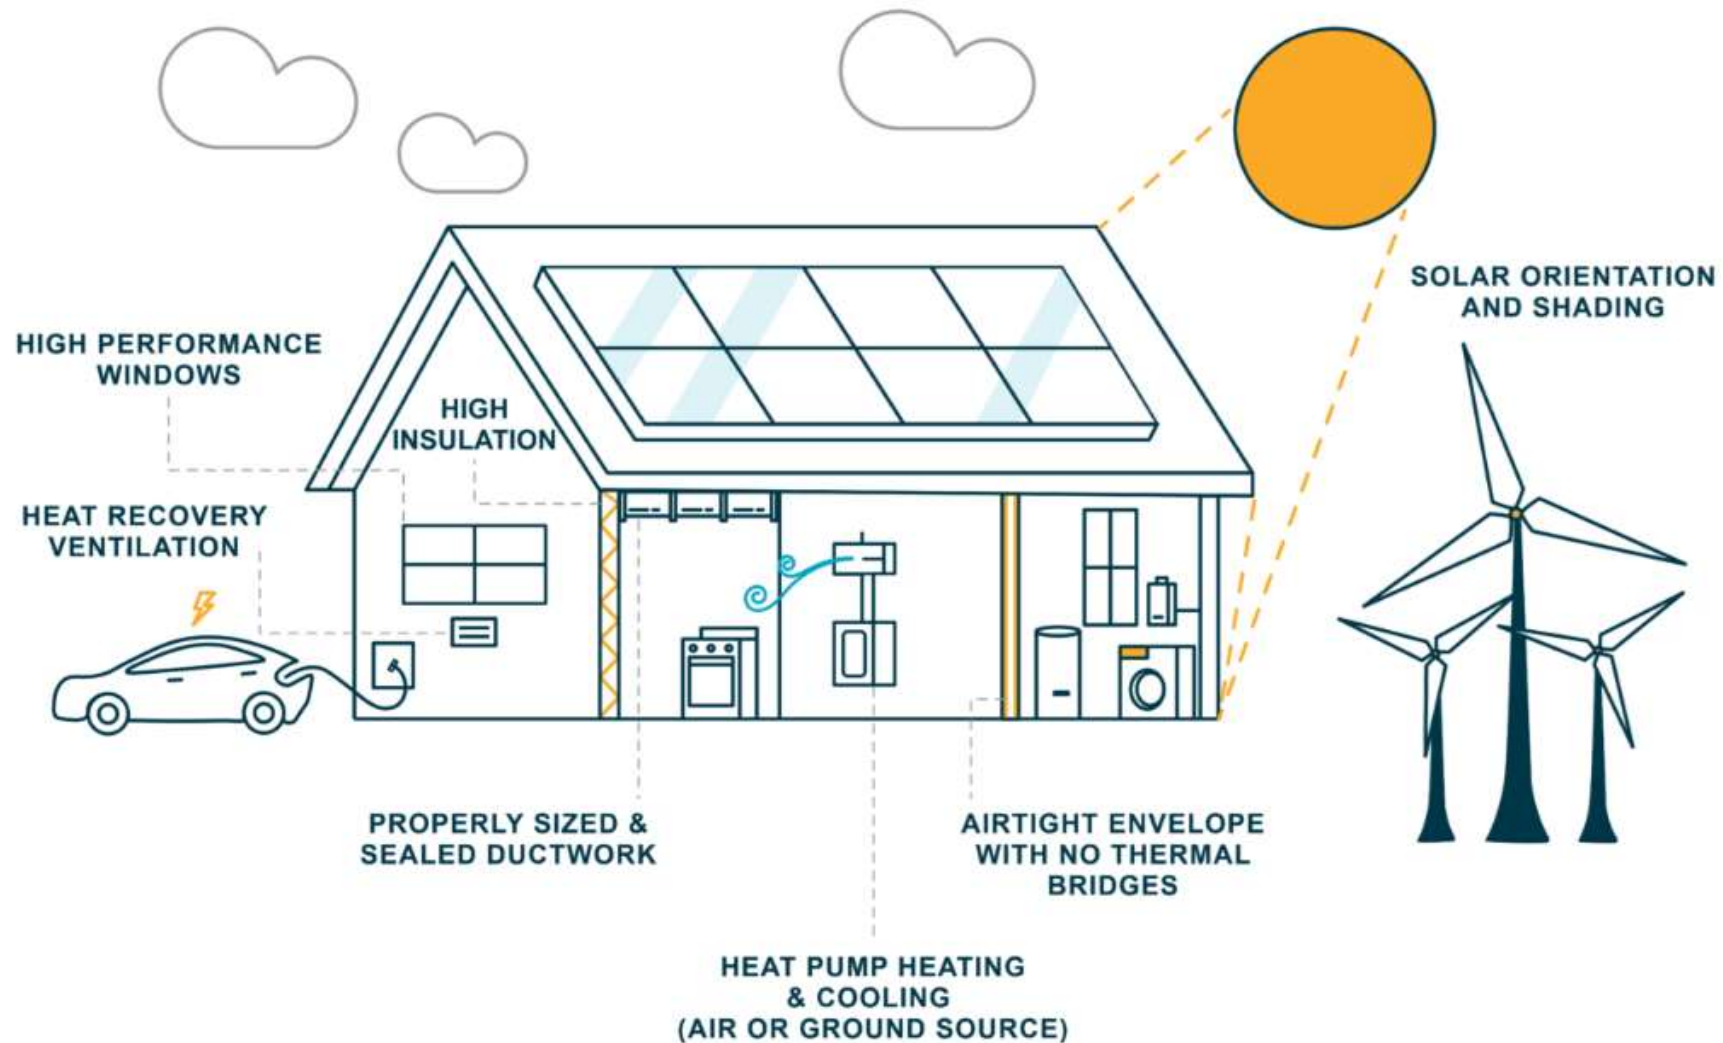 SOLAR ORIENTATION
AND SHADING
HIGH PERFORMANCE
WINDOWS
HIGH
INSULATION
HEAT RECOVERY
VENTILATION
PROPERLY SIZED &
SEALED DUCTWORK
AIRTIGHT ENVELOPE
WITH NO THERMAL
BRIDGES
HEAT PUMP HEATING
& COOLING
(AIR OR GROUND SOURCE)